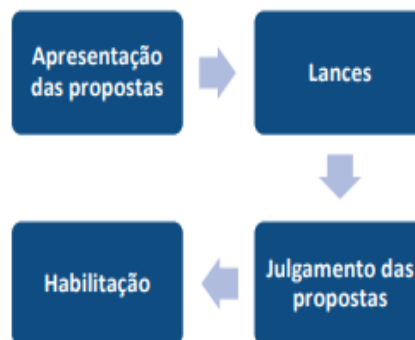 Apresentação
das propostas
Lances
Julgamento das
propostas
Habilitação